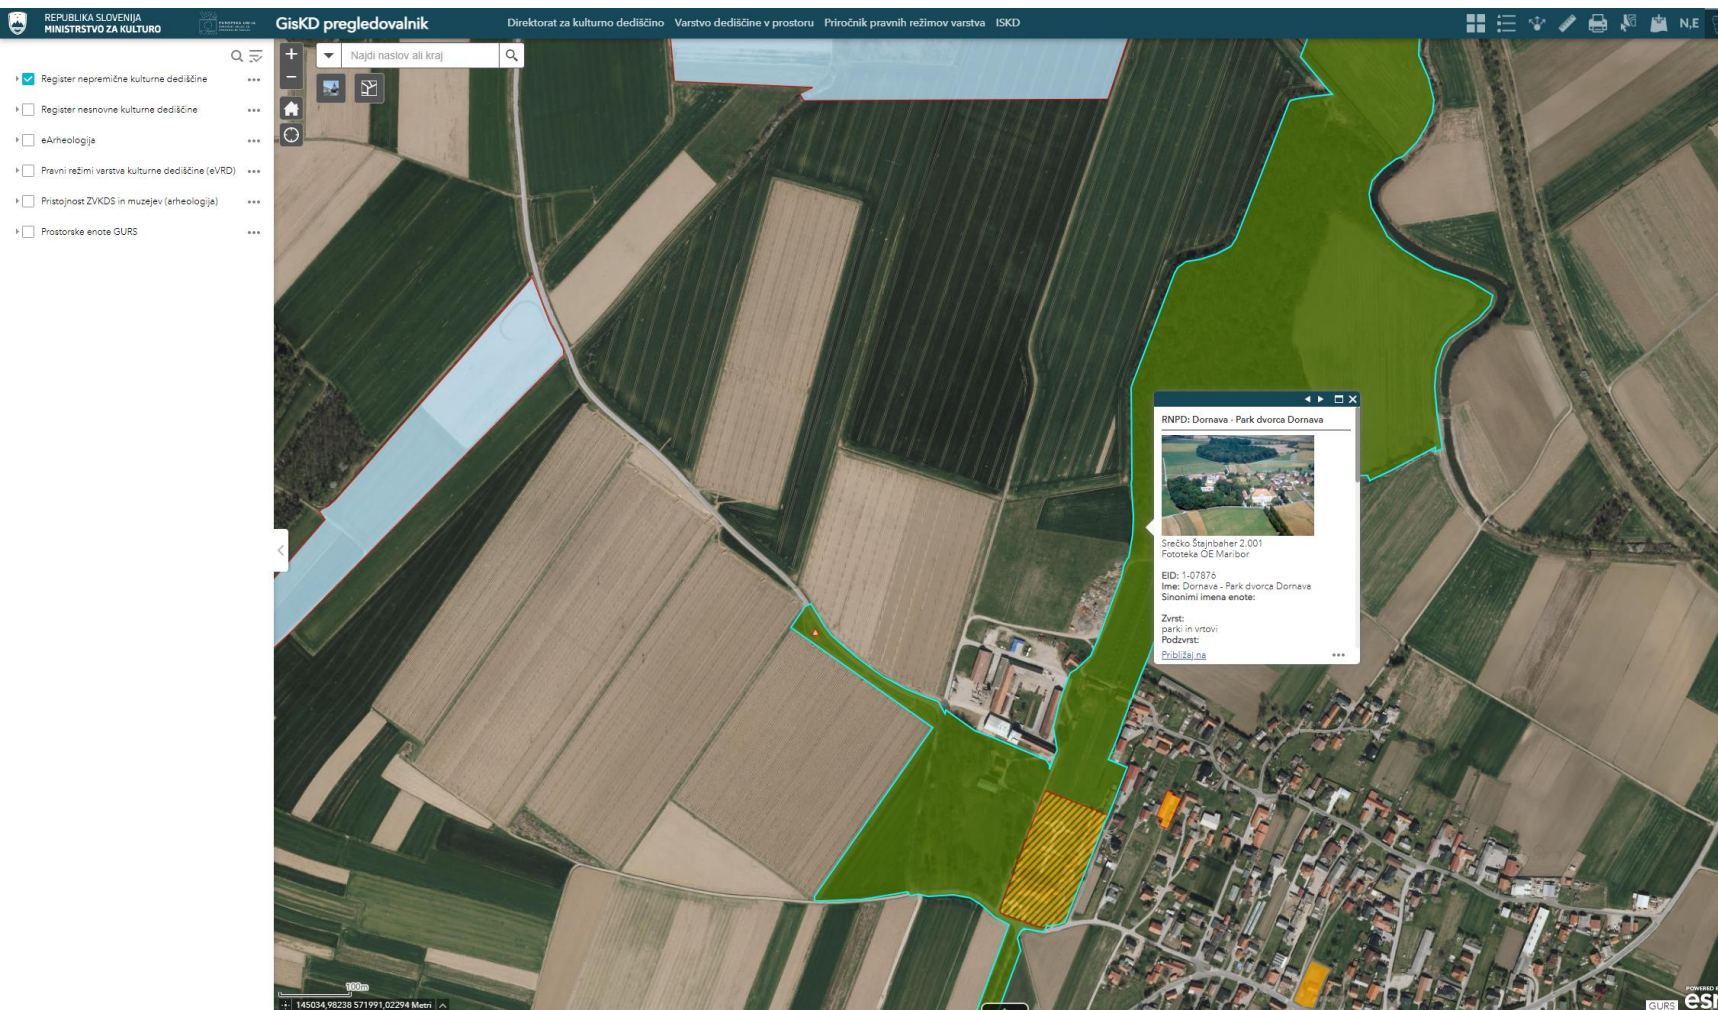 REPUBLIKA SLOVENIJA
MINISTRSTVO ZA KULTURO
GisKD pregledovalnik
Direktorat za kulturno dediščino Varstvo dediščine v prostoru Priročnik pravnih režimov varstva ISKD
N,E
Najdi naslov ali kraj
Register nepremične kulturne dediščine
Register nesnovne kulturne dediščine
eArheologija
Pravni režimi varstva kulturne dediščine (eVRD)
Pristojnost ZVKDS in muzejev (arheologija)
Prostorske enote GURS
RNPD: Dornava - Park dvorca Dornava
Srečko Štajnbaher 2.001
Fototeka OE Maribor
EID: 1-07876
Ime: Dornava - Park dvorca Dornava
Sinonimi imena enote:
Zvrst:
parki in vrtovi
Podzvrst:
Približaj na
100m
145034,98238 571991,02294 Metri
GURS
POWERED B
esr